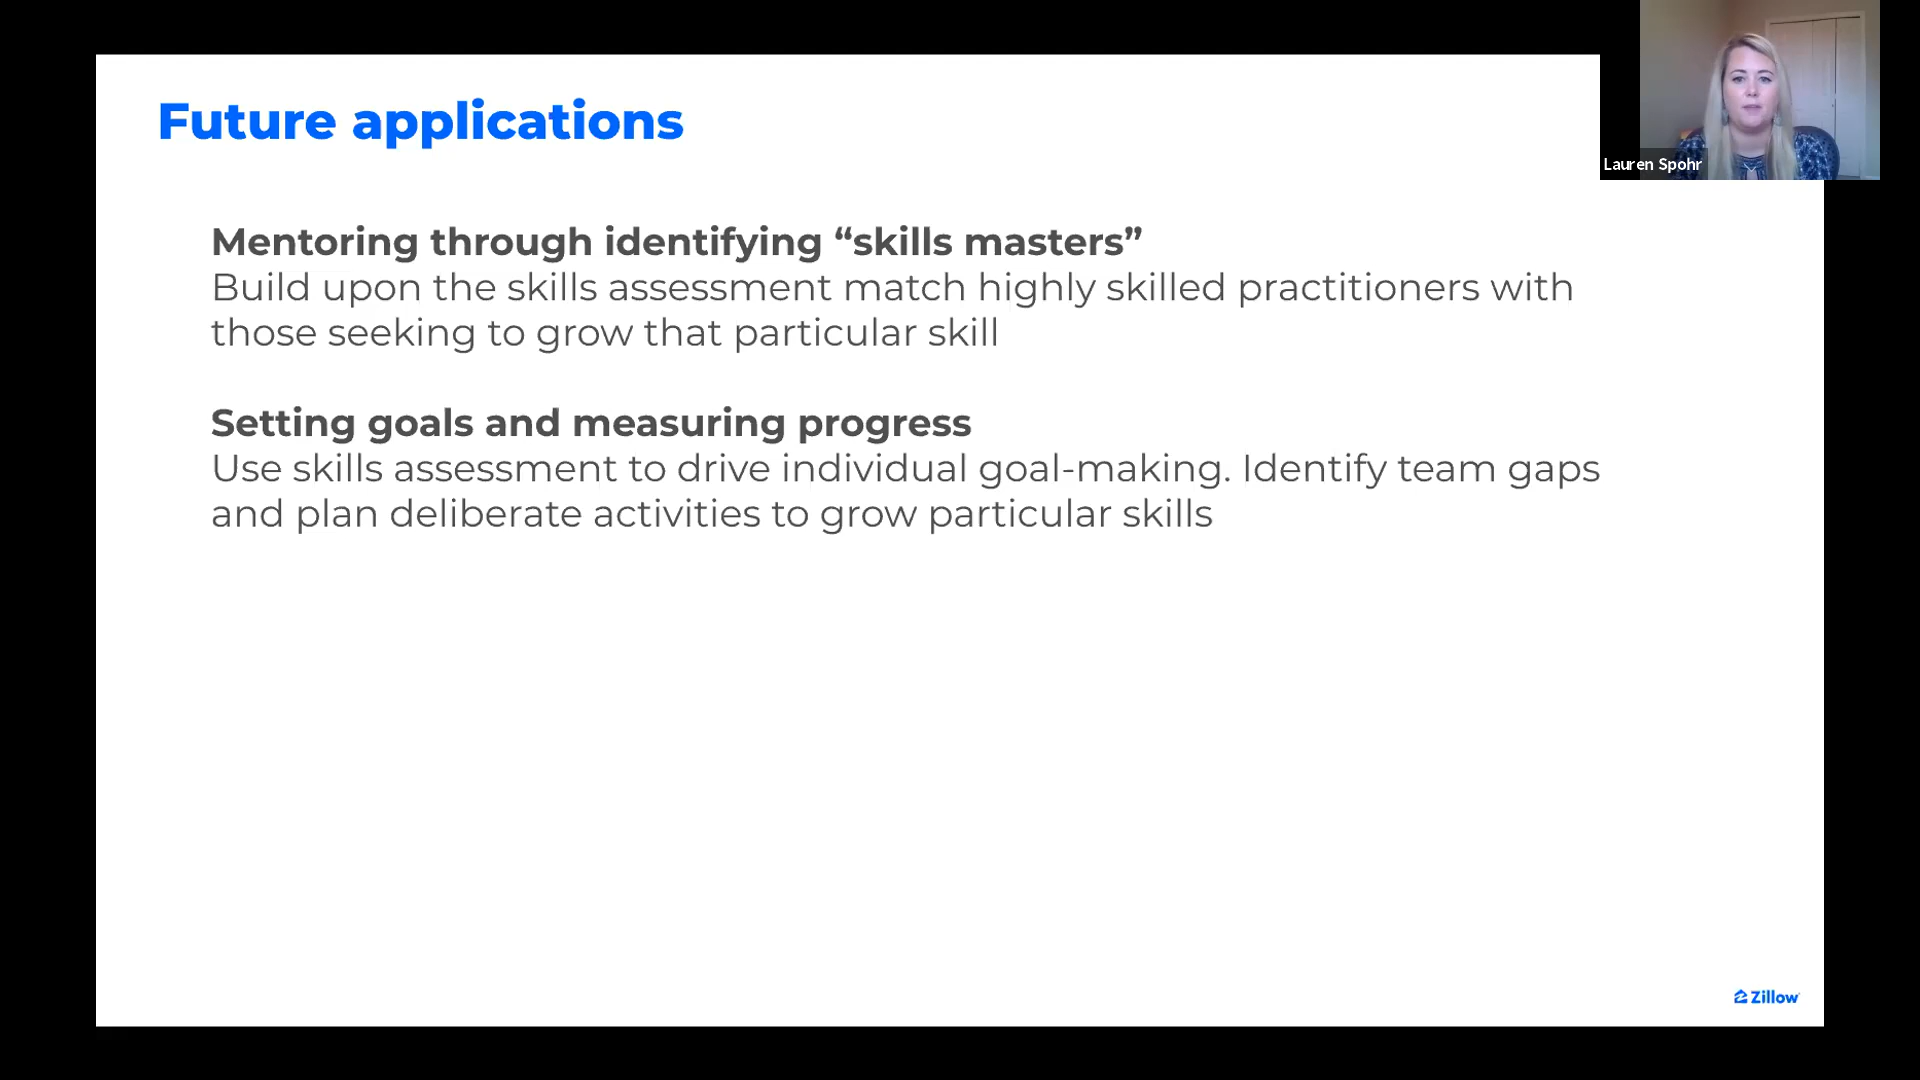 Future applications
Lauren Spohr
Mentoring through identifying “skills masters”
Build upon the skills assessment match highly skilled practitioners with
those seeking to grow that particular skill
Setting goals and measuring progress
Use skills assessment to drive individual goal-making. Identify team gaps
and plan deliberate activities to grow particular skills
Zillow